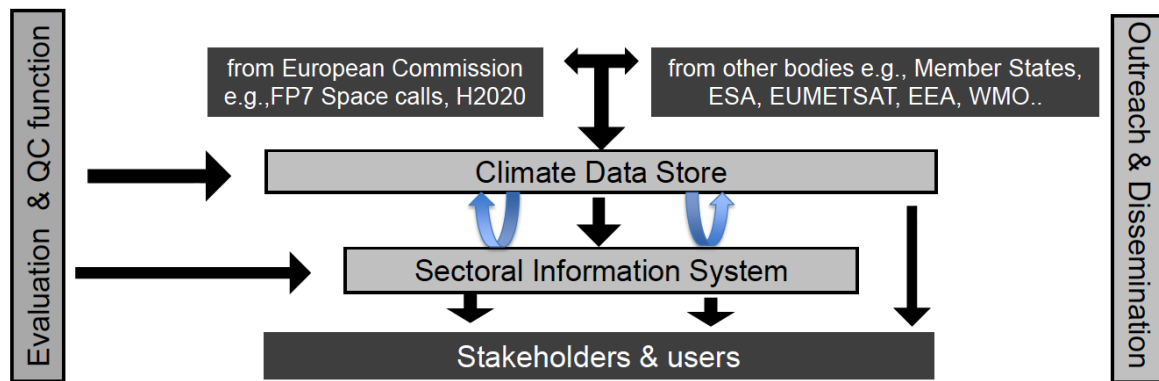 Evaluation & QC function
from European Commission
e.g.,FP7 Space calls, H2020
from other bodies e.g., Member States,
ESA, EUMETSAT, EEA, WMO..
Climate Data Store
Sectoral Information System
Stakeholders & users
Outreach & Dissemination